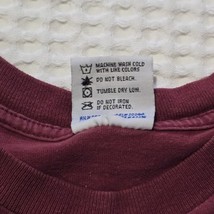 MACHINE WASH COLD
WITH LIKE COLORS
DO NOT BLEACH.
TUMBLE DRY LOW.
DO NOT IRON
IF DECORATED.